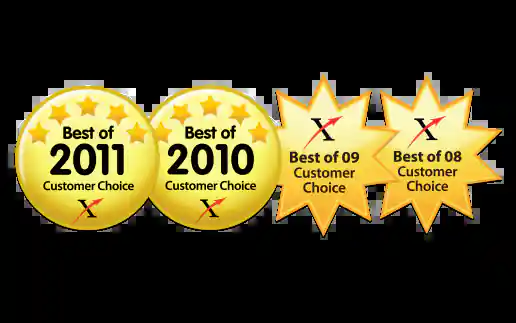 Best of
2011
Customer Choice
X
Best of
2010
Customer Choice
X
X
Best of 09
Customer
Choice
X
Best of 08
Customer
Choice